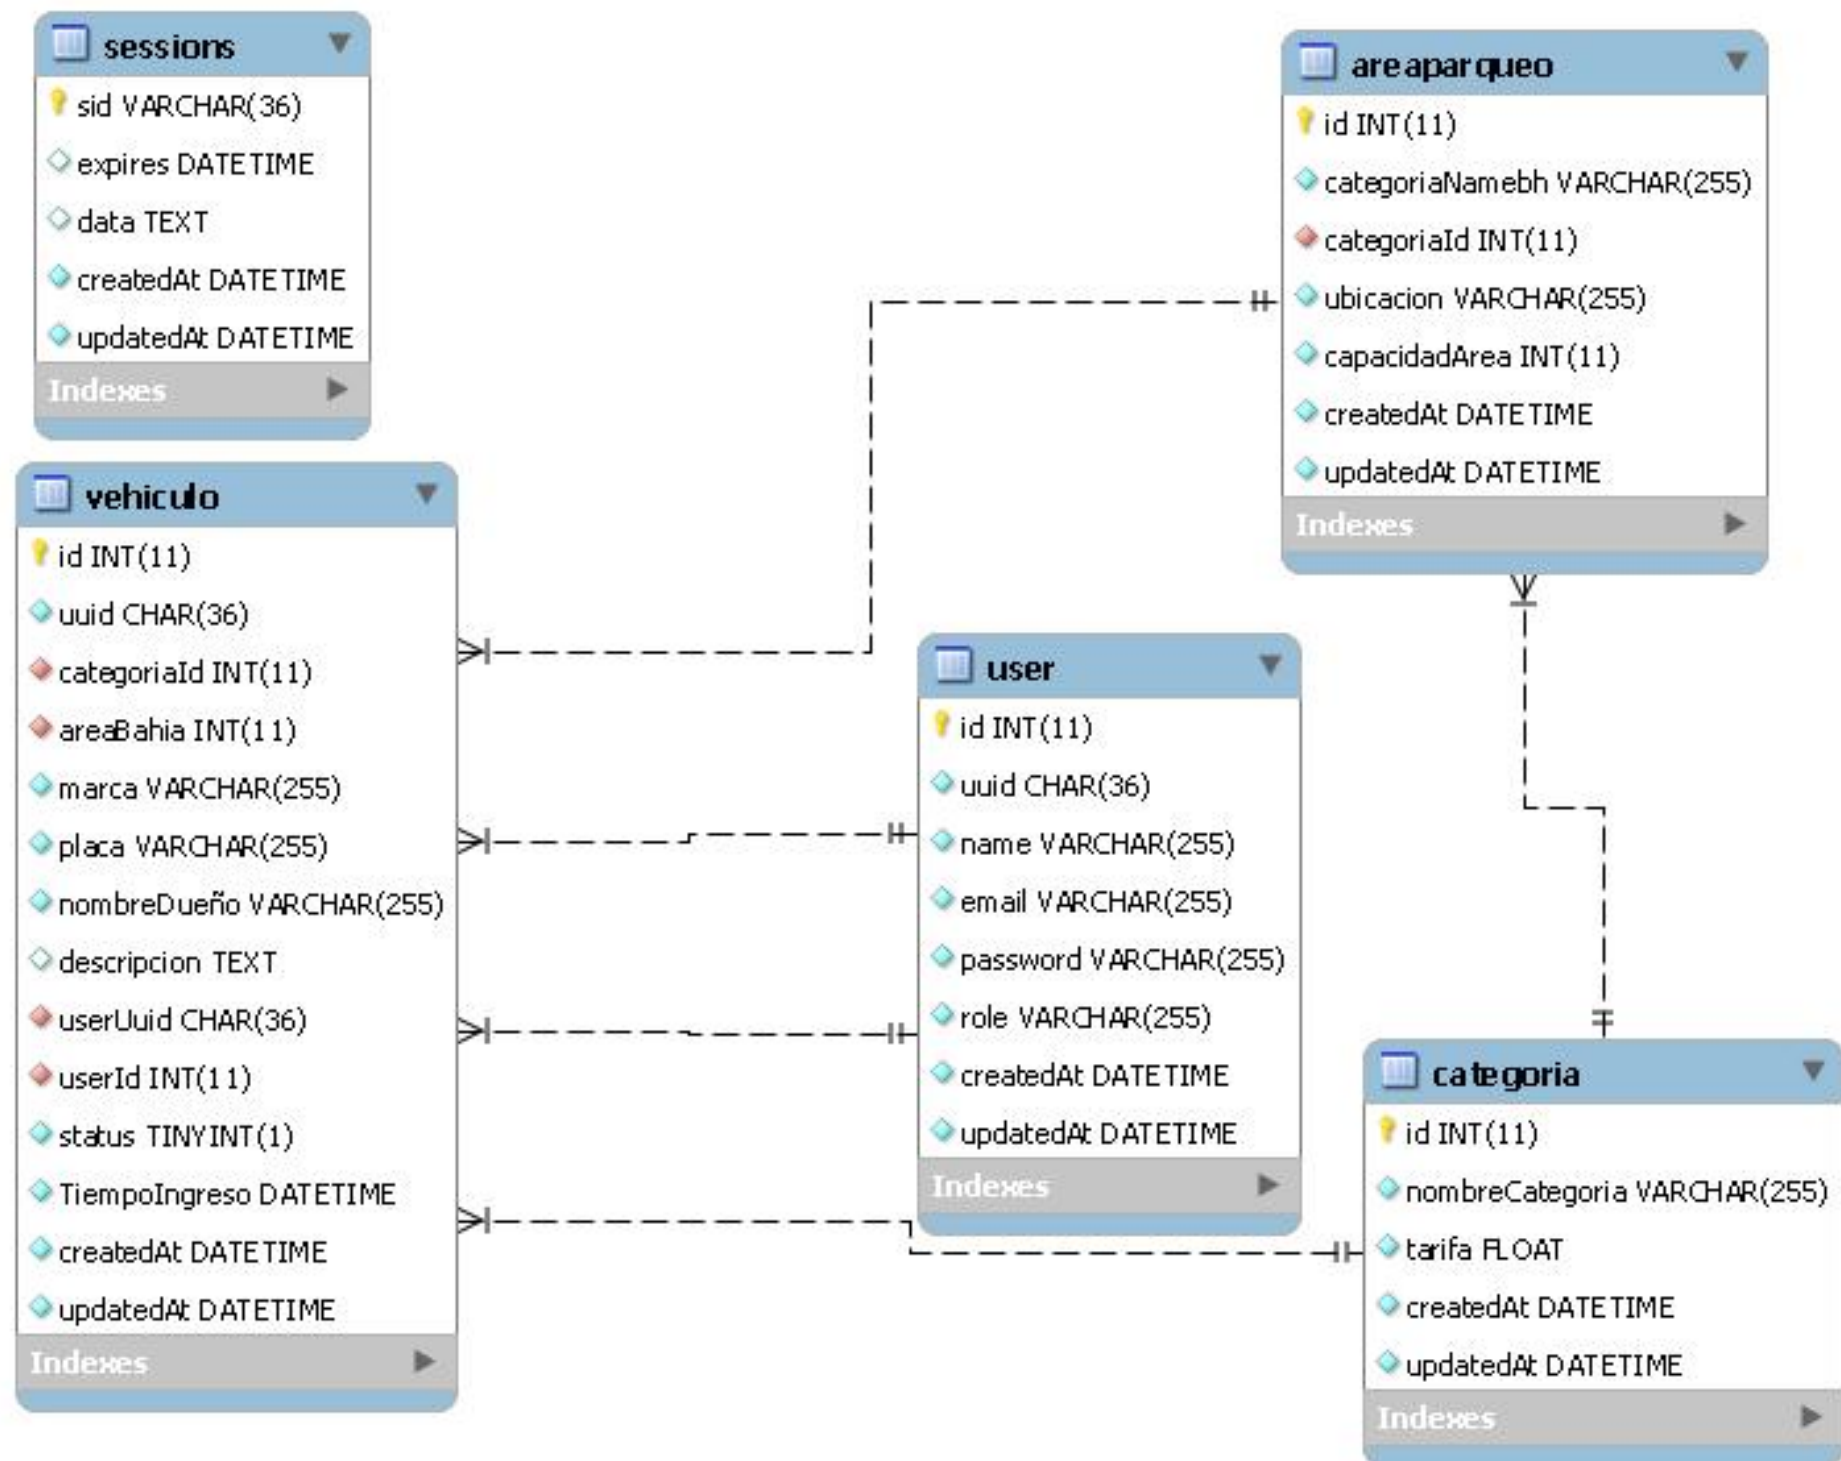 sessions
sid VARCHAR(36)
expires DATETIME
data TEXT
createdAt DATETIME
updatedAt DATETIME
Indexes
vehiculo
id INT(11)
uuid CHAR(36)
categoriaId INT(11)
areaBahia INT(11)
marca VARCHAR(255)
placa VARCHAR(255)
nombreDueño VARCHAR(255)
descripcion TEXT
userUuid CHAR(36)
userId INT(11)
status TINYINT(1)
TiempoIngreso DATETIME
createdAt DATETIME
updatedAt DATETIME
Indexes
user
id INT(11)
uuid CHAR(36)
name VARCHAR(255)
email VARCHAR(255)
password VARCHAR(255)
role VARCHAR(255)
createdAt DATETIME
updatedAt DATETIME
Indexes
areaparqueo
id INT(11)
categoriaNamebh VARCHAR(255)
categoriaId INT(11)
ubicacion VARCHAR(255)
capacidadArea INT(11)
createdAt DATETIME
updatedAt DATETIME
Indexes
categoria
id INT(11)
nombreCategoria VARCHAR(255)
tarifa FLOAT
createdAt DATETIME
updatedAt DATETIME
Indexes